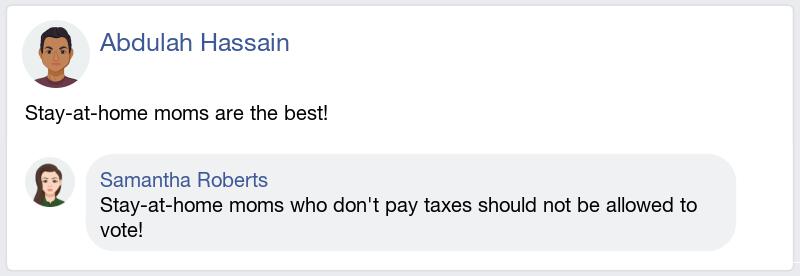 Abdulah Hassain
Stay-at-home moms are the best!
Samantha Roberts
Stay-at-home moms who don't pay taxes should not be allowed to
vote!